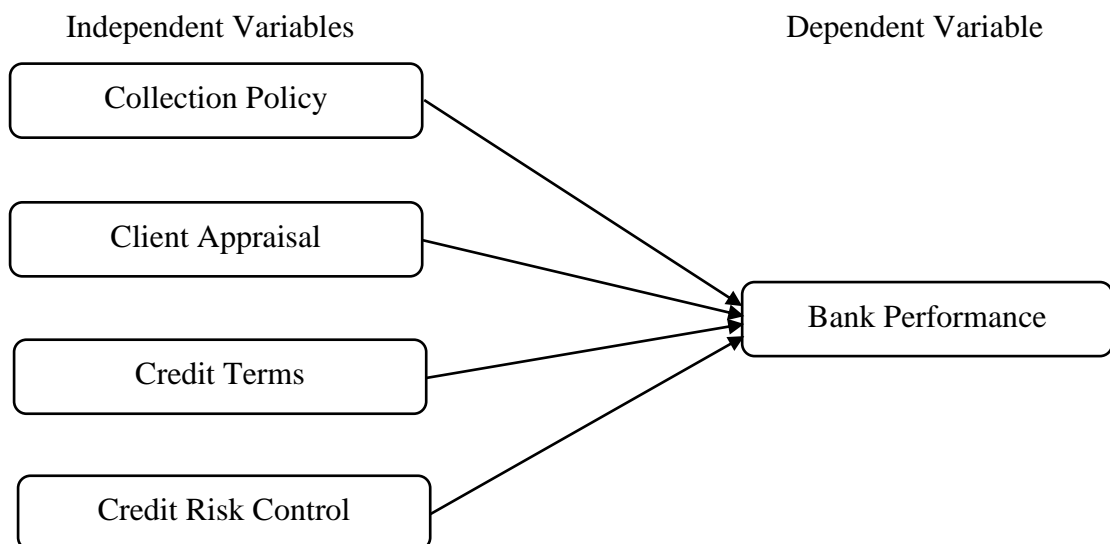 Independent Variables
Dependent Variable
Collection Policy
Client Appraisal
Bank Performance
Credit Terms
Credit Risk Control